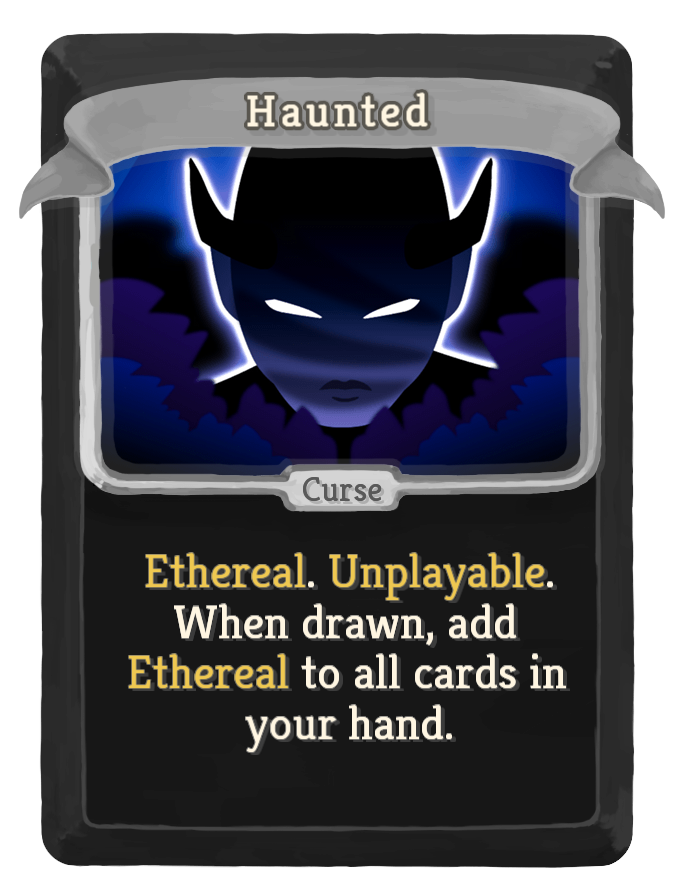 Haunted
Curse
Ethereal. Unplayable.
When drawn, add
Ethereal to all cards in
your hand.